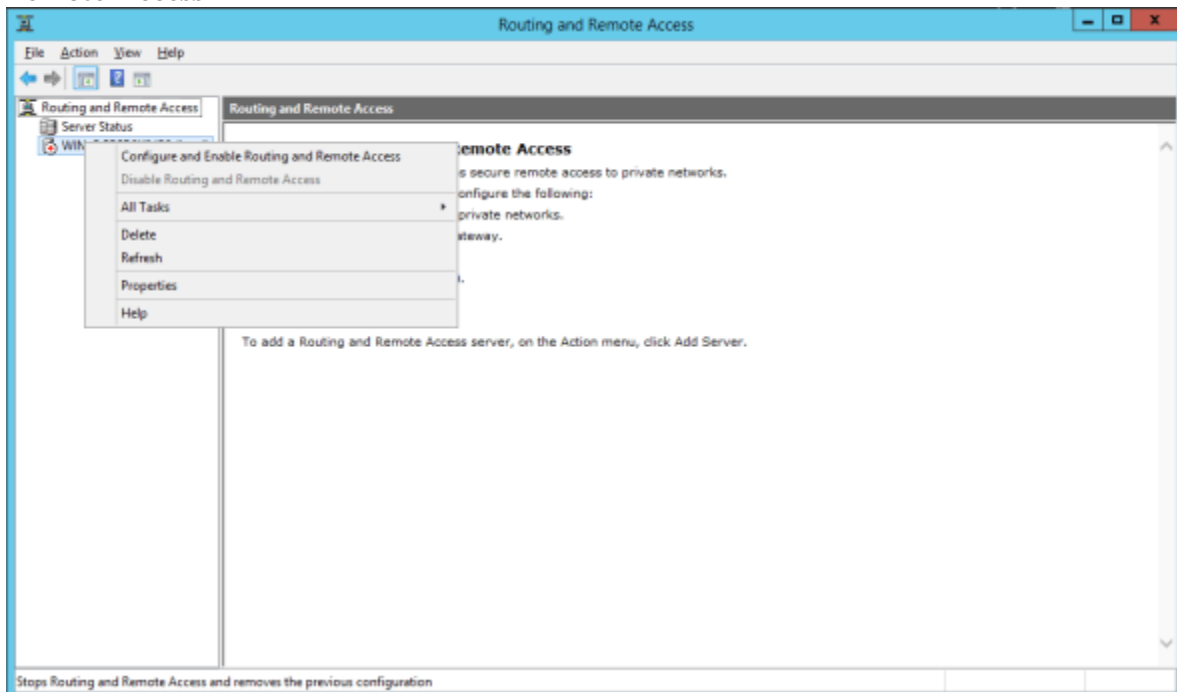 Routing and Remote Access
File Action View Help
Routing and Remote Access
Server Status
WIN
Routing and Remote Access
Configure and Enable Routing and Remote Access
Disable Routing and Remote Access
All Tasks
Delete
Refresh
Properties
Help
emote Access
s secure remote access to private networks.
onfigure the following:
private networks.
ateway.
To add a Routing and Remote Access server, on the Action menu, click Add Server.
Stops Routing and Remote Access and removes the previous configuration